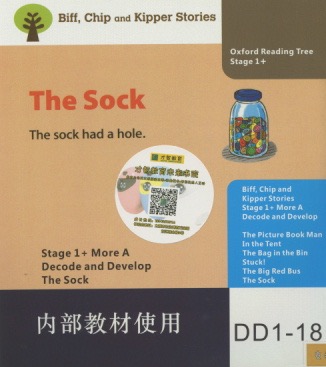 Biff, Chip and Kipper Stories
Oxford Reading Tree
Stage 1+
The Sock
The sock had a hole.
Biff, Chip and
Kipper Stories
Stage 1+ More A
Decode and Develop
The Picture Book Man
In the Tent
The Bag in the Bin
Stuck!
The Big Red Bus
The Sock
Stage 1+ More A
Decode and Develop
The Sock
内部教材使用
DD1-18